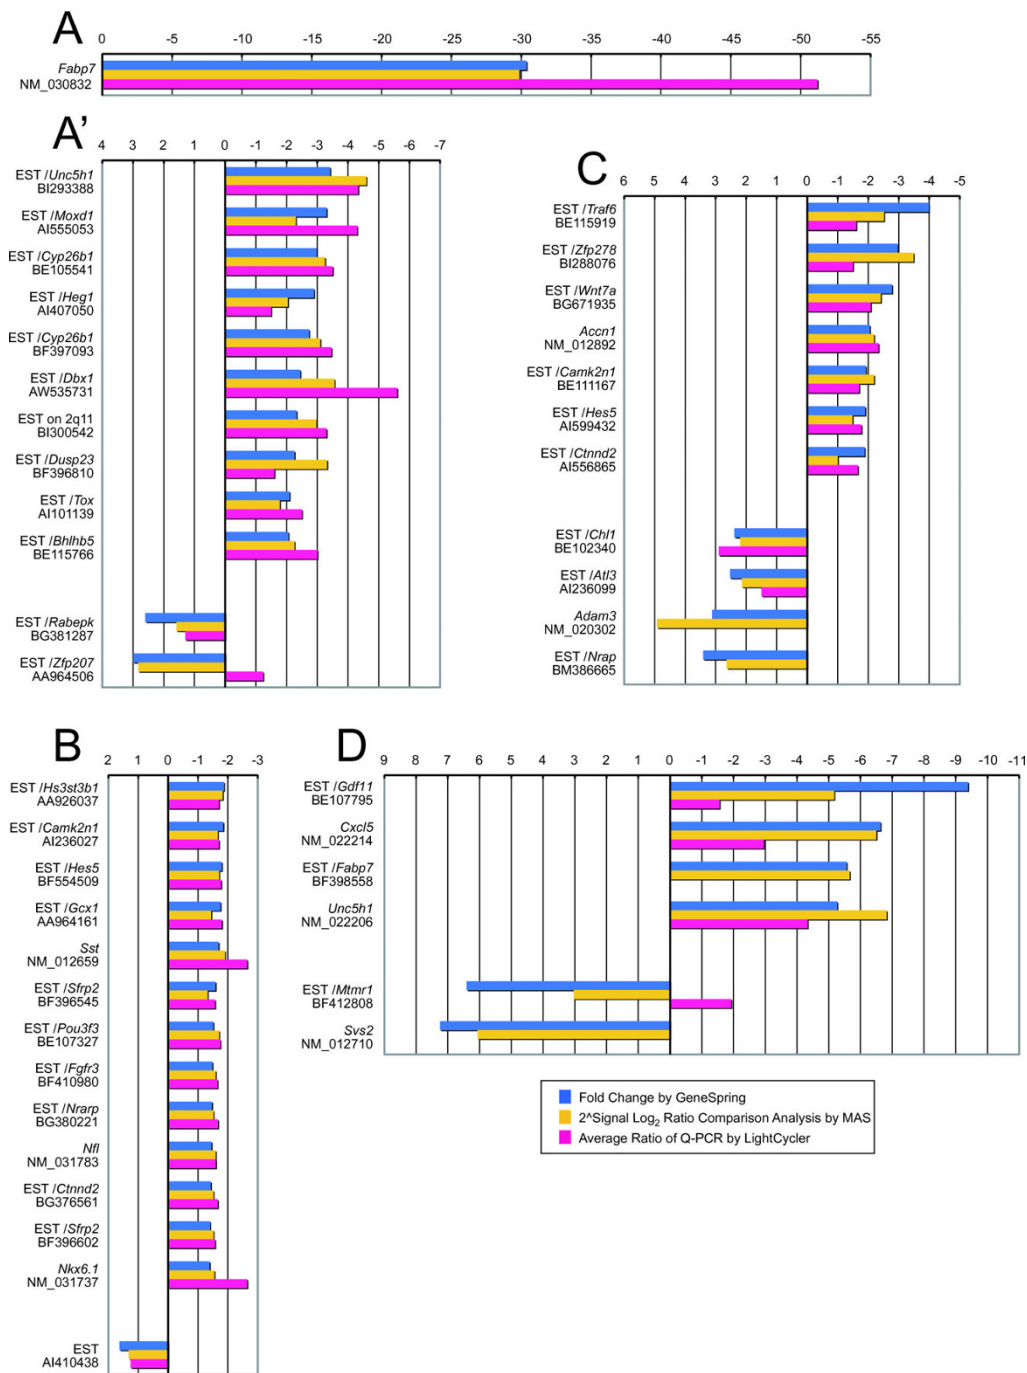 A
0 -5 -10 -15 -20 -25 -30 -35 -40 -45 -50 -55
Fabp7
NM_030832
A'
4 3 2 1 0 -1 -2 -3 -4 -5 -6 -7
EST /Unc5h1
BI293388
EST /Moxd1
AI555053
EST /Cyp26b1
BE105541
EST /Heg1
AI407050
EST /Cyp26b1
BF397093
EST /Dbx1
AW535731
EST on 2q11
BI300542
EST /Dusp23
BF396810
EST /Tox
AI101139
EST /Bhlhb5
BE115766
EST /Rabepk
BG381287
EST /Zfp207
AA964506
C
6 5 4 3 2 1 0 -1 -2 -3 -4 -5
EST /Traf6
BE115919
EST /Zfp278
BI288076
EST /Wnt7a
BG671935
Accn1
NM_012892
EST /Camk2n1
BE111167
EST /Hes5
AI599432
EST /Ctnnd2
AI556865
EST /Chl1
BE102340
EST /Atl3
AI236099
Adam3
NM_020302
EST /Nrap
BM386665
B
2 1 0 -1 -2 -3
EST /Hs3st3b1
AA926037
EST /Camk2n1
AI236027
EST /Hes5
BF554509
EST /Gcx1
AA964161
Sst
NM_012659
EST /Sfrp2
BF396545
EST /Pou3f3
BE107327
EST /Fgfr3
BF410980
EST /Nrarp
BG380221
Nfl
NM_031783
EST /Ctnnd2
BG376561
EST /Sfrp2
BF396602
Nkx6.1
NM_031737
EST
AI410438
D
9 8 7 6 5 4 3 2 1 0 -1 -2 -3 -4 -5 -6 -7 -8 -9 -10 -11
EST /Gdf11
BE107795
Cxcl5
NM_022214
EST /Fabp7
BF398558
Unc5h1
NM_022206
EST /Mtmr1
BF412808
Svs2
NM_012710
Fold Change by GeneSpring
2^Signal Log2 Ratio Comparison Analysis by MAS
Average Ratio of Q-PCR by LightCycler